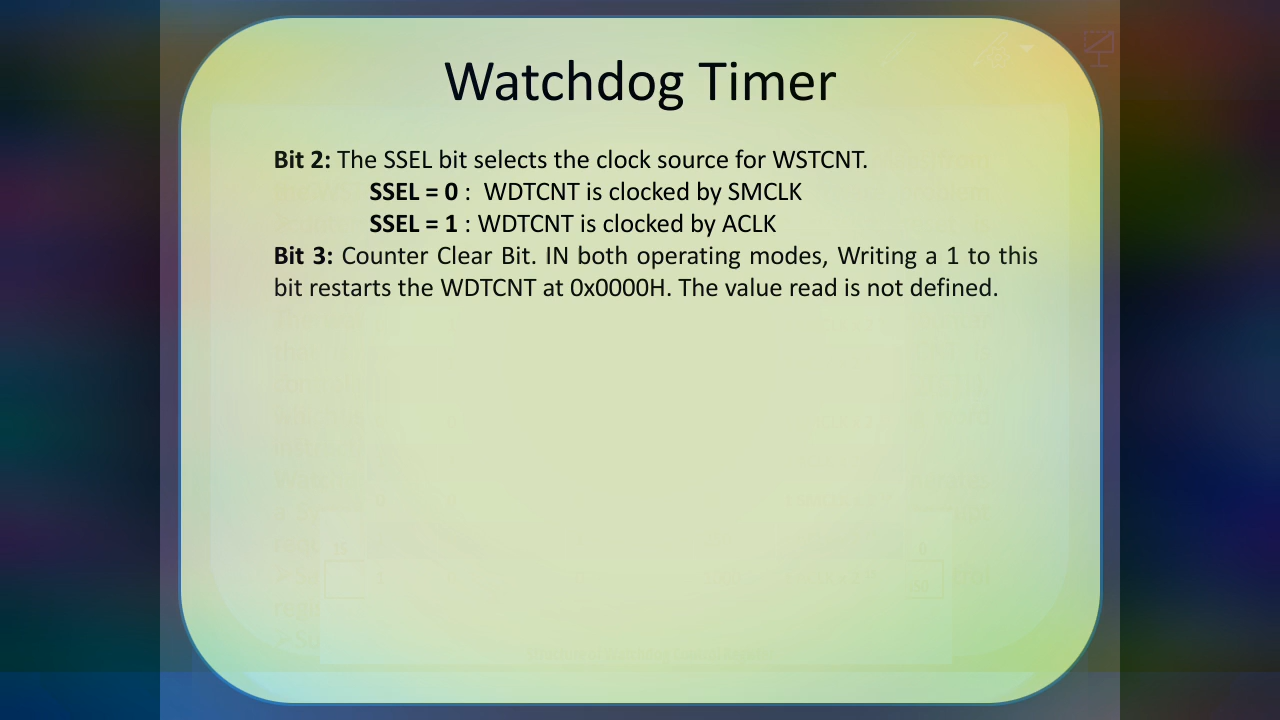 Watchdog Timer
Bit 2: The SSEL bit selects the clock source for WSTCNT.
SSEL = 0 :  WDTCNT is clocked by SMCLK
SSEL = 1 : WDTCNT is clocked by ACLK
Bit 3: Counter Clear Bit. IN both operating modes, Writing a 1 to this
bit restarts the WDTCNT at 0x0000H. The value read is not defined.